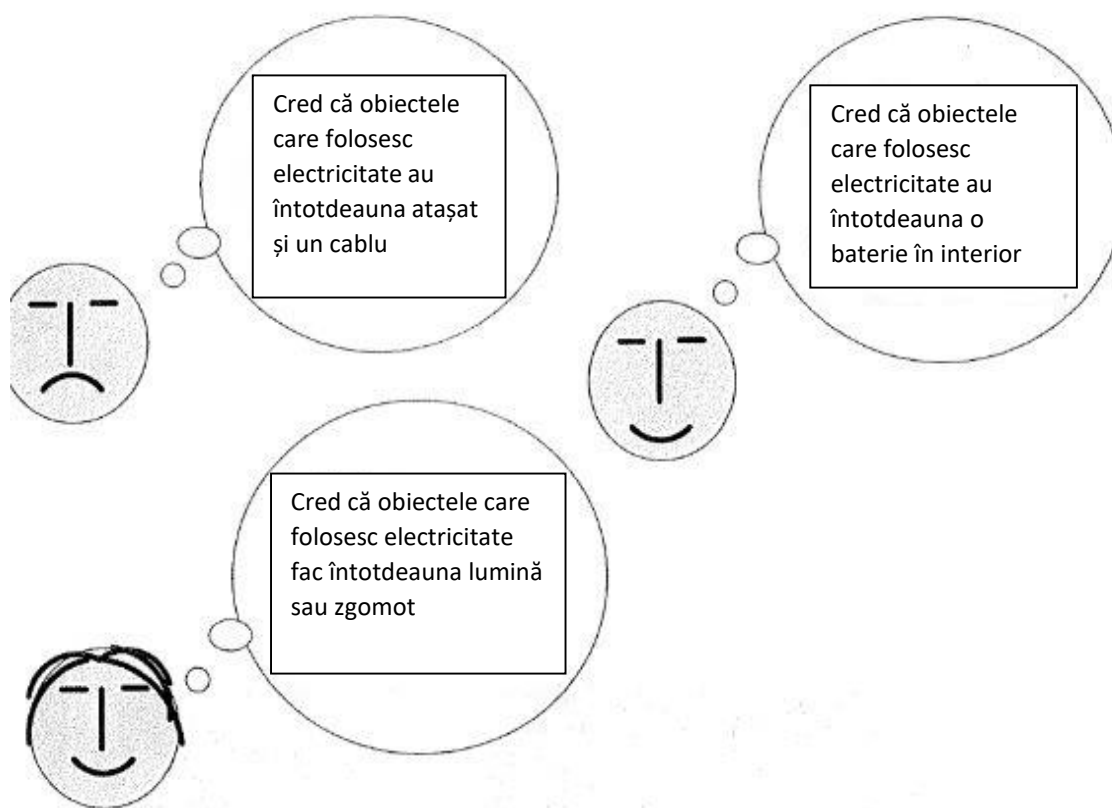 Cred că obiectele
care folosesc
electricitate au
întotdeauna atașat
și un cablu
Cred că obiectele
care folosesc
electricitate au
întotdeauna o
baterie în interior
Cred că obiectele care
folosesc electricitate
fac întotdeauna lumină
sau zgomot